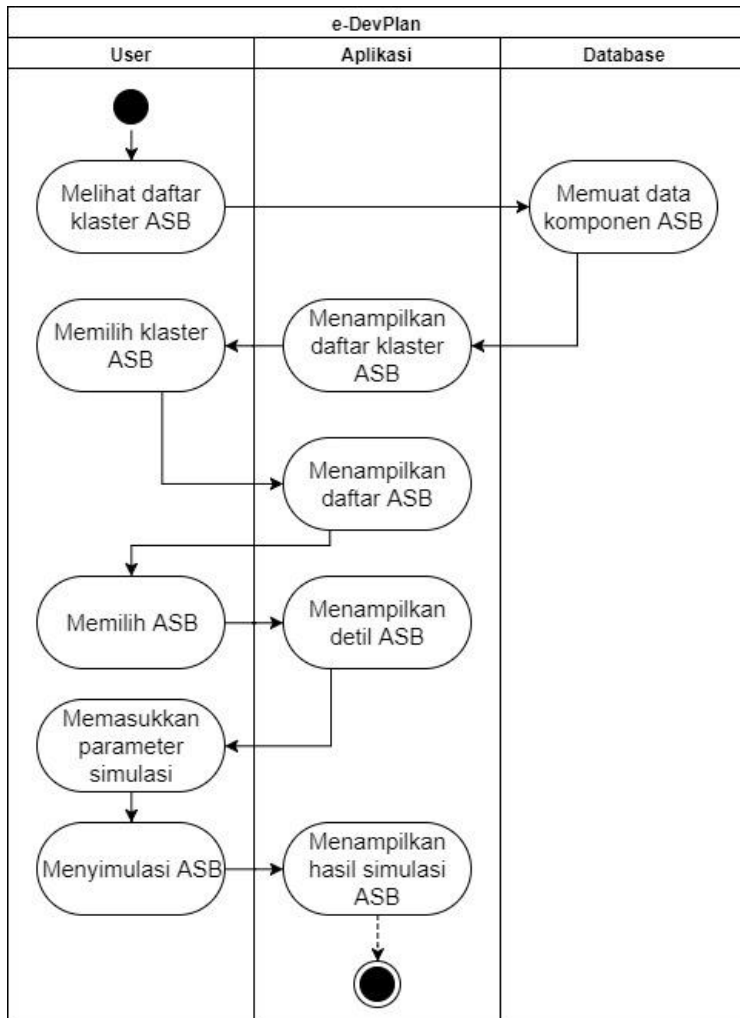 e-DevPlan
User
Aplikasi
Database
Melihat daftar
klaster ASB
Memuat data
komponen ASB
Menampilkan
daftar klaster
ASB
Memilih klaster
ASB
Menampilkan
daftar ASB
Memilih ASB
Menampilkan
detil ASB
Memasukkan
parameter
simulasi
Menyimulasi ASB
Menampilkan
hasil simulasi
ASB